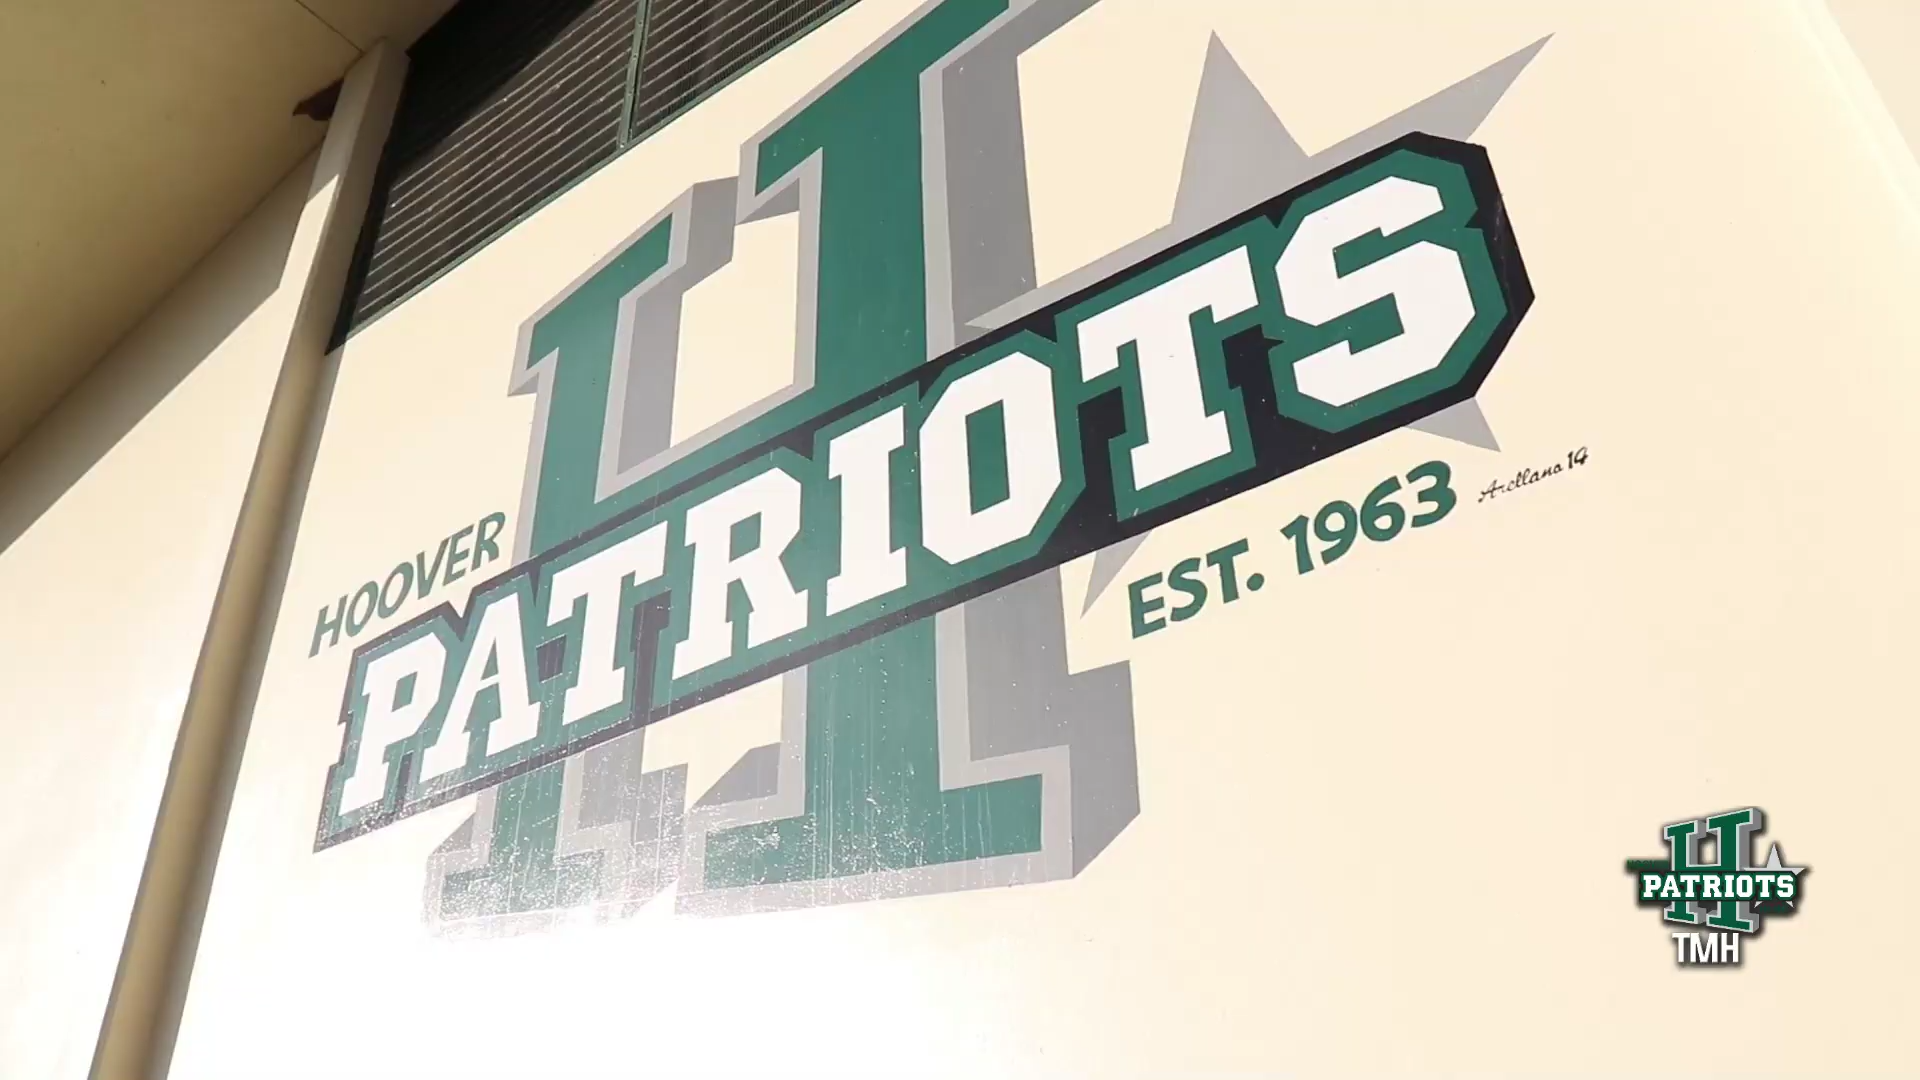 H
HOOVER
PATRIOTS
EST. 1963
Arellano 14
H
PATRIOTS
TMH